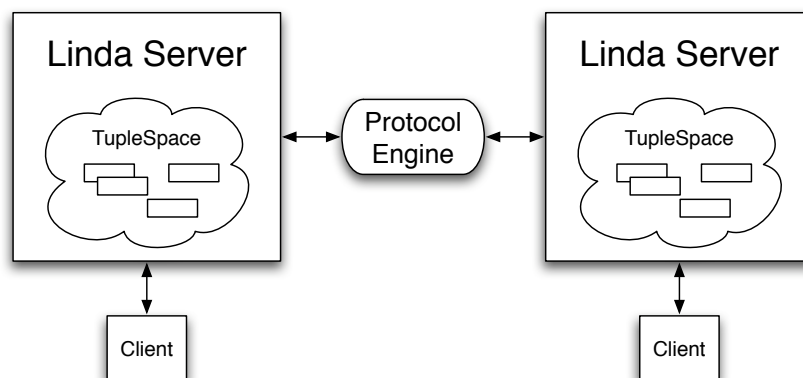 Linda Server
TupleSpace
Protocol
Engine
Linda Server
TupleSpace
Client
Client